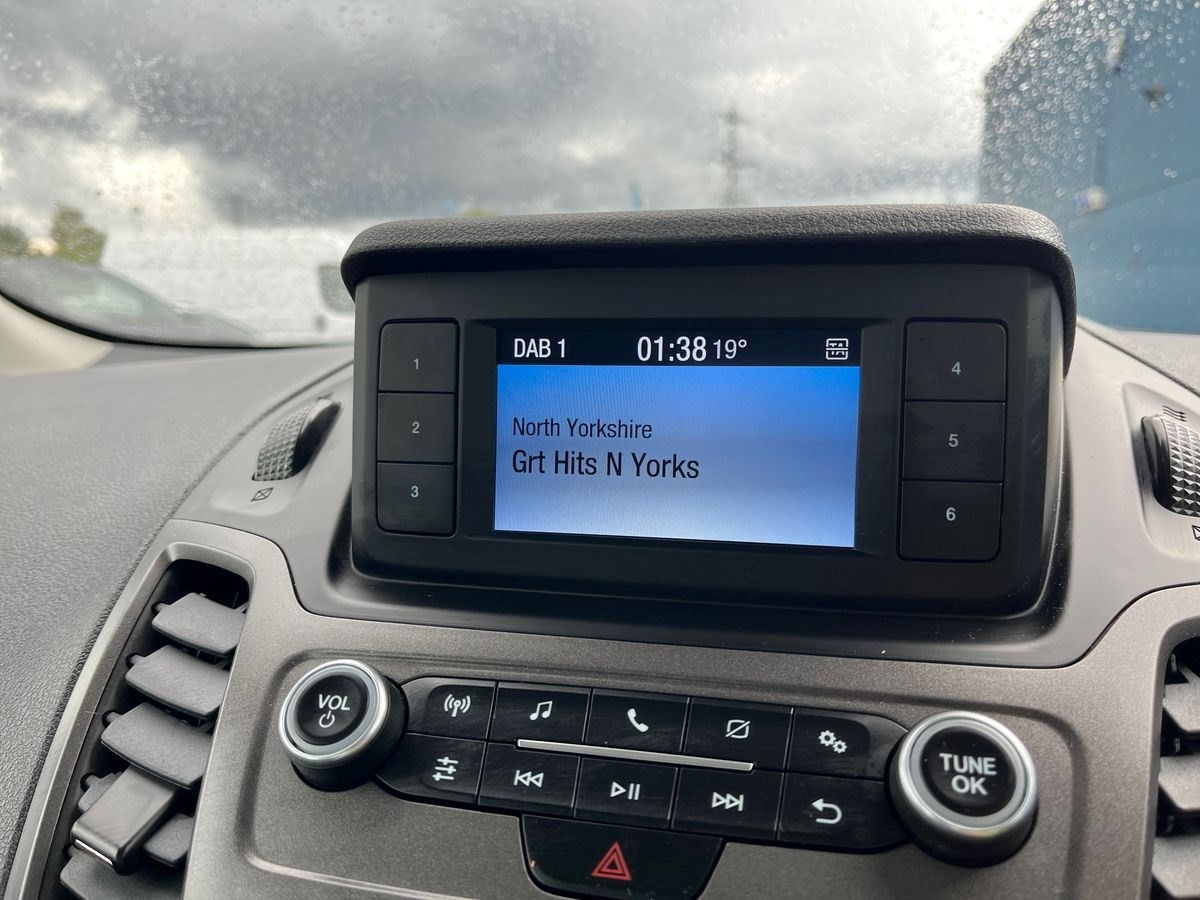 DAB 1 01:38 19° TA
North Yorkshire
Grt Hits N Yorks
1
2
3
4
5
6
VOL
TUNE
OK